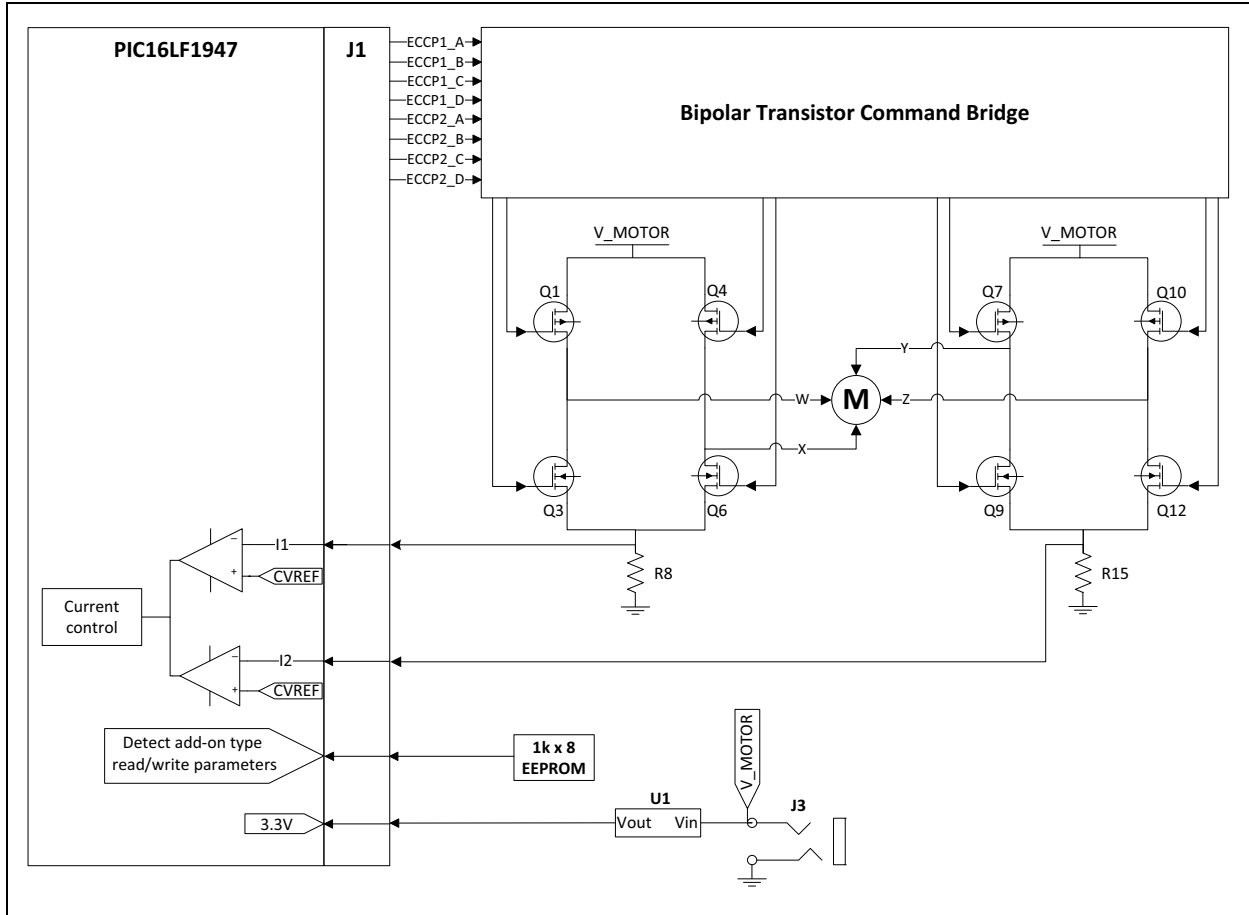 PIC16LF1947
J1
ECCP1_A
ECCP1_B
ECCP1_C
ECCP1_D
ECCP2_A
ECCP2_B
ECCP2_C
ECCP2_D
Bipolar Transistor Command Bridge
V_MOTOR
V_MOTOR
Q1
Q4
Q7
Q10
Y
W
M
Z
X
Q3
Q6
Q9
Q12
I1
−
+
CVREF
R8
R15
Current
control
I2
−
+
CVREF
Detect add-on type
read/write parameters
1k x 8
EEPROM
V_MOTOR
U1
J3
3.3V
Vout
Vin